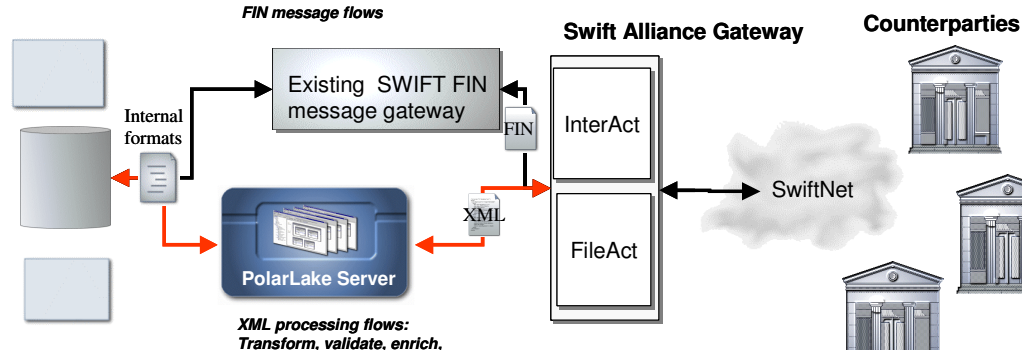 FIN message flows
Swift Alliance Gateway
Counterparties
Existing SWIFT FIN
message gateway
Internal
formats
FIN
InterAct
XML
SwiftNet
FileAct
PolarLake Server
XML processing flows:
Transform, validate, enrich,